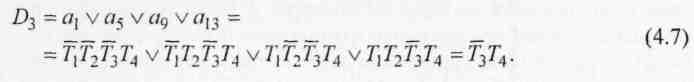 D₃ = a₁ ∨ a₅ ∨ a₉ ∨ a₁₃ =
= T̅₁T̅₂T̅₃T₄ ∨ T̅₁T₂T̅₃T₄ ∨ T₁T̅₂T̅₃T₄ ∨ T₁T₂T̅₃T₄ = T̅₃T₄.
(4.7)